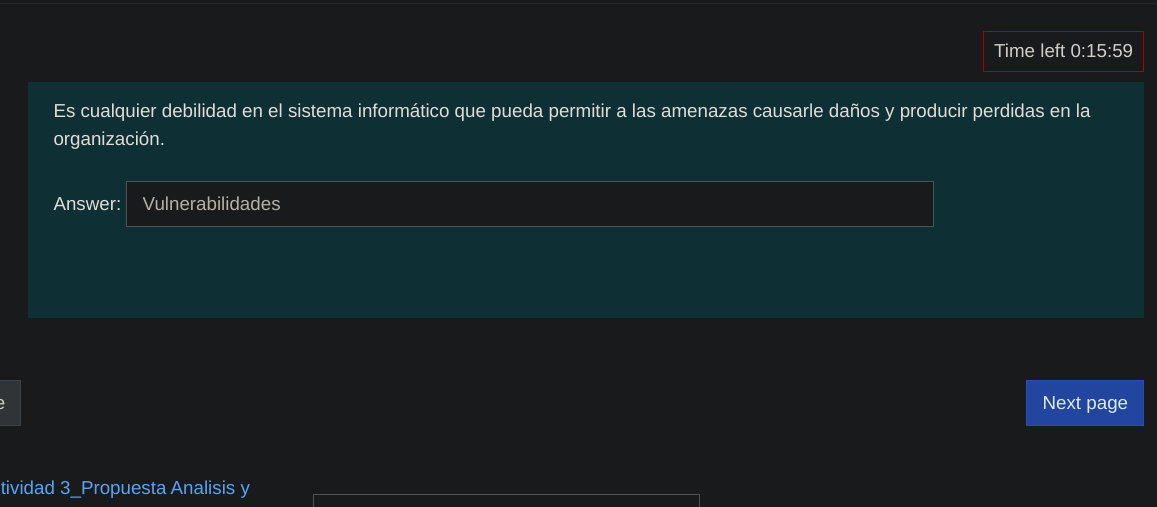 Time left 0:15:59
Es cualquier debilidad en el sistema informático que pueda permitir a las amenazas causarle daños y producir perdidas en la
organización.
Answer: Vulnerabilidades
e
Next page
tividad 3_Propuesta Analisis y